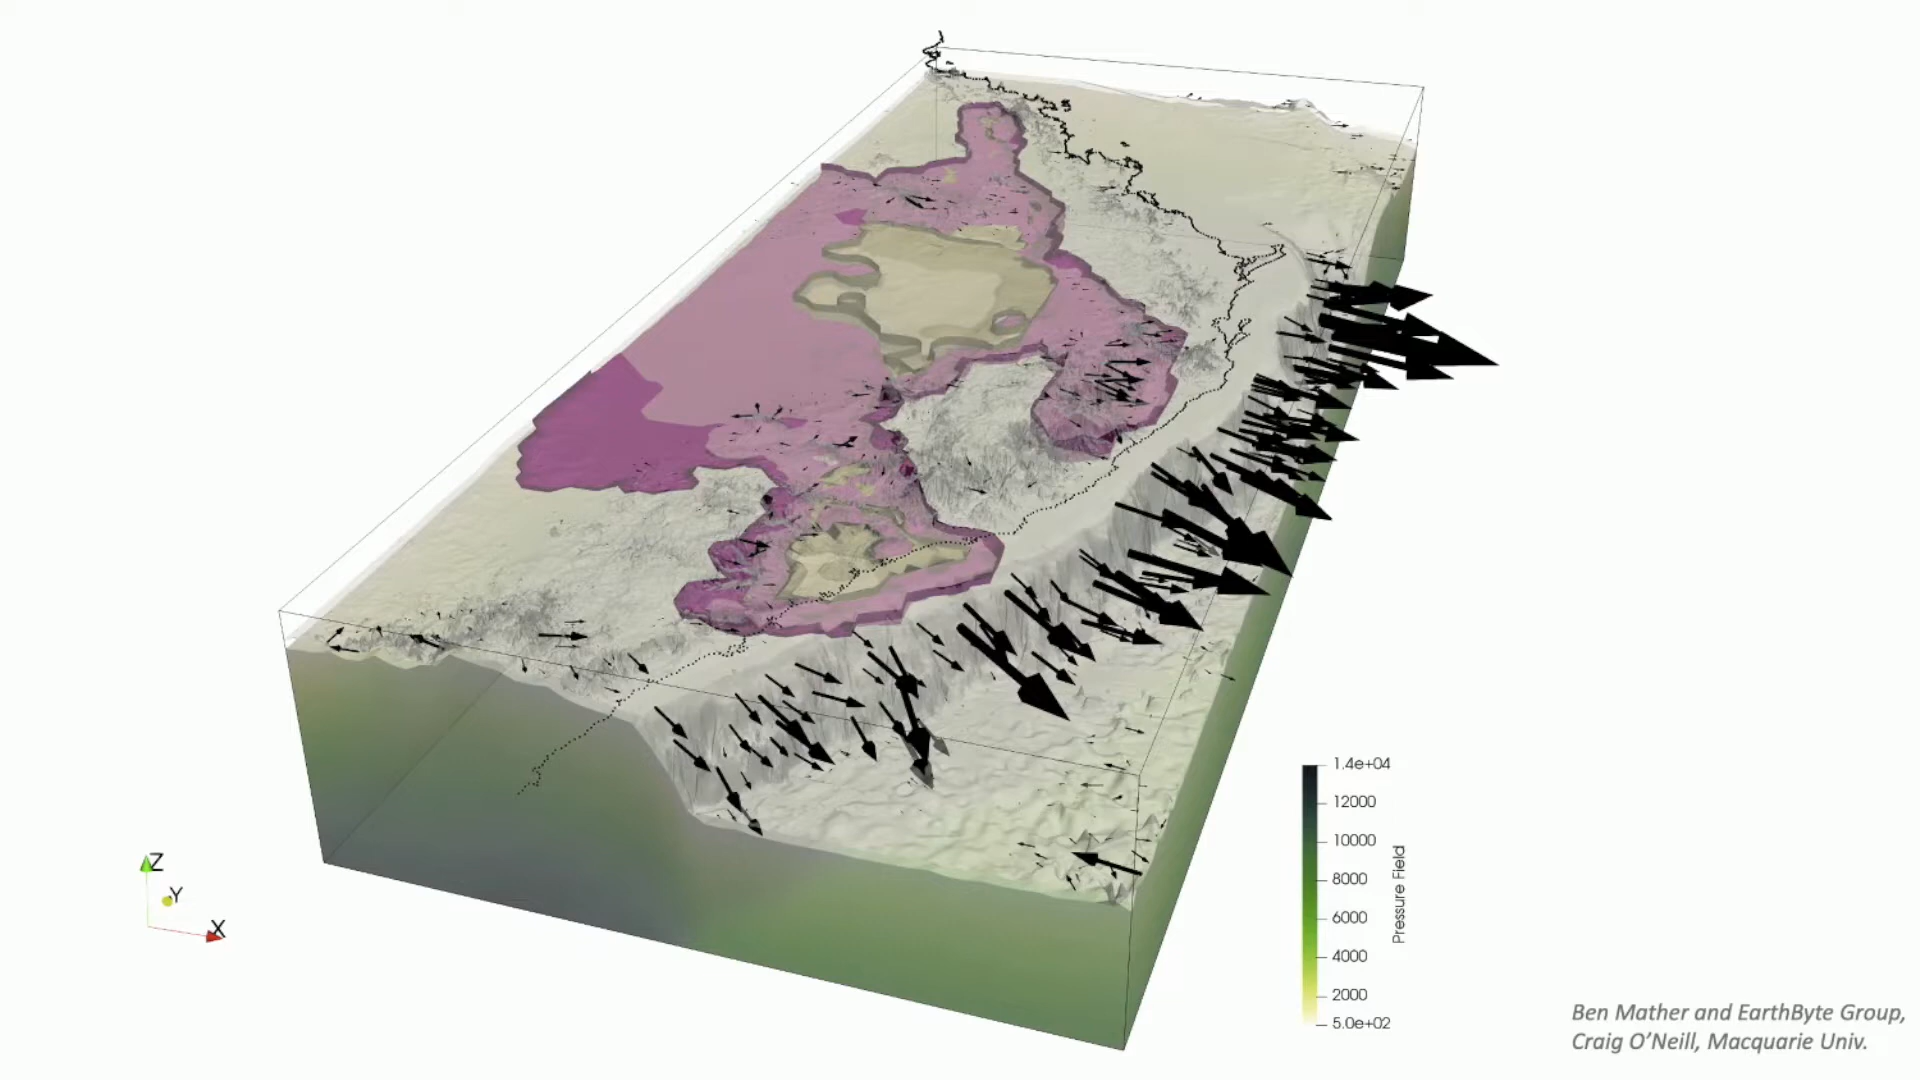 Z
Y
X
1.4e+04
12000
10000
8000
6000
4000
2000
5.0e+02
Pressure Field
Ben Mather and EarthByte Group,
Craig O'Neill, Macquarie Univ.